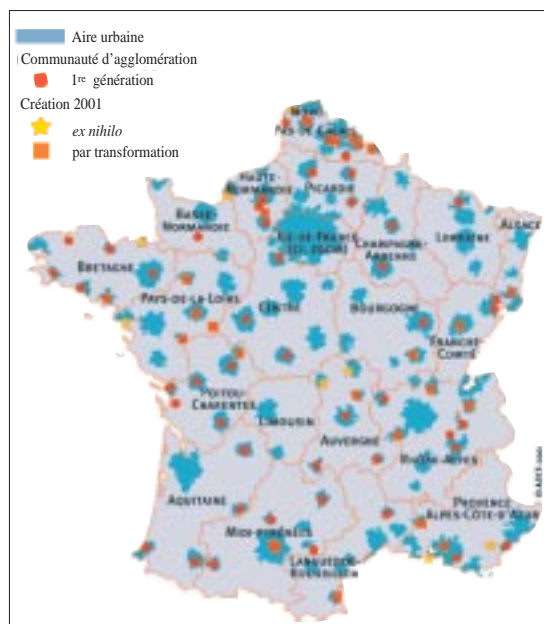 Aire urbaine
Communauté d'agglomération
1re génération
Création 2001
ex nihilo
par transformation
NORD
PAS-DE-CALAIS
HAUTE-NORMANDIE
PICARDIE
BASSE-NORMANDIE
ÎLE-DE-FRANCE
CHAMPAGNE-ARDENNE
LORRAINE
ALSACE
BRETAGNE
PAYS-DE-LA-LOIRE
CENTRE
BOURGOGNE
FRANCHE-COMTÉ
POITOU-CHARENTES
LIMOUSIN
AUVERGNE
RHÔNE-ALPES
AQUITAINE
MIDI-PYRÉNÉES
LANGUEDOC-ROUSSILLON
PROVENCE
ALPES-CÔTE-D'AZUR